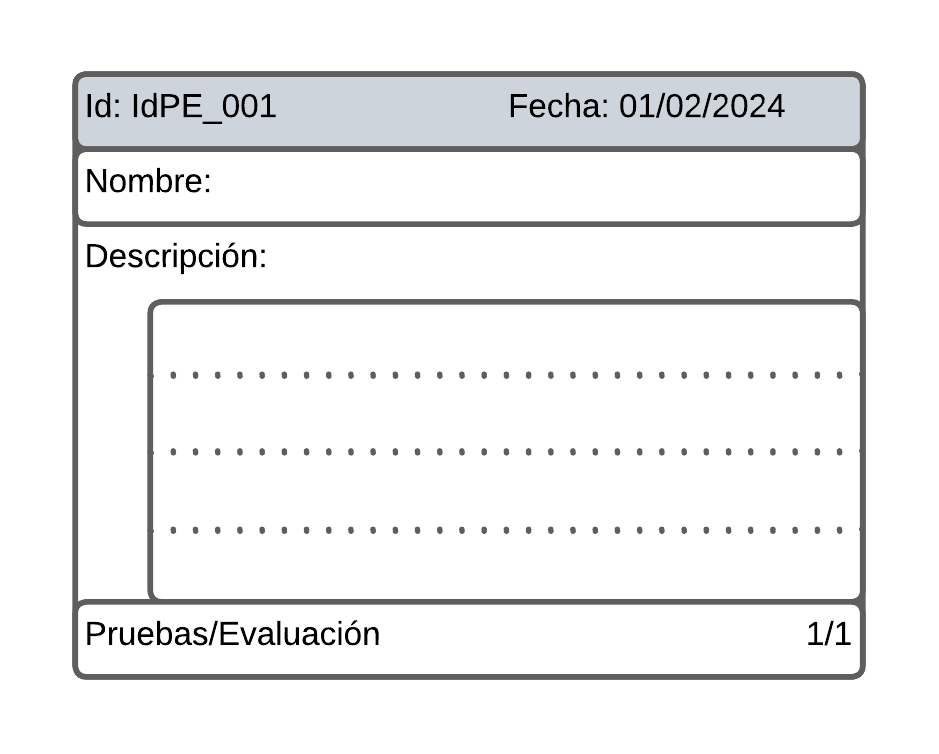 Id: IdPE_001 Fecha: 01/02/2024
Nombre:
Descripción:
Pruebas/Evaluación 1/1